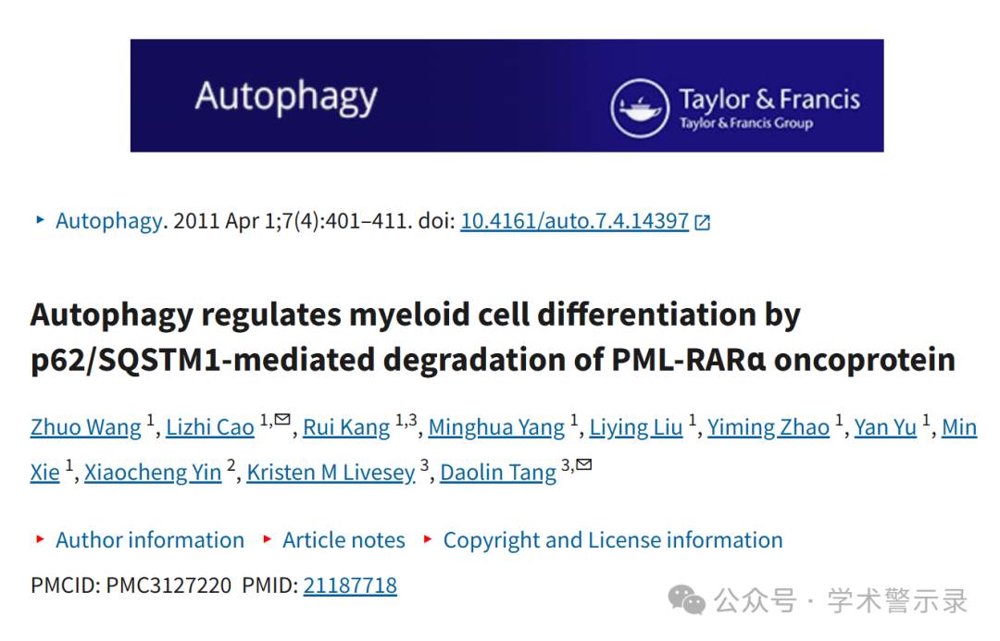 Autophagy
Taylor & Francis
Taylor & Francis Group
Autophagy. 2011 Apr 1;7(4):401–411. doi: 10.4161/auto.7.4.14397
Autophagy regulates myeloid cell differentiation by
p62/SQSTM1-mediated degradation of PML-RARα oncoprotein
Zhuo Wang 1, Lizhi Cao 1,✉, Rui Kang 1,3, Minghua Yang 1, Liying Liu 1, Yiming Zhao 1, Yan Yu 1, Min
Xie 1, Xiaocheng Yin 2, Kristen M Livesey 3, Daolin Tang 3,✉
Author information Article notes Copyright and License information
PMCID: PMC3127220 PMID: 21187718
公众号 · 学术警示录